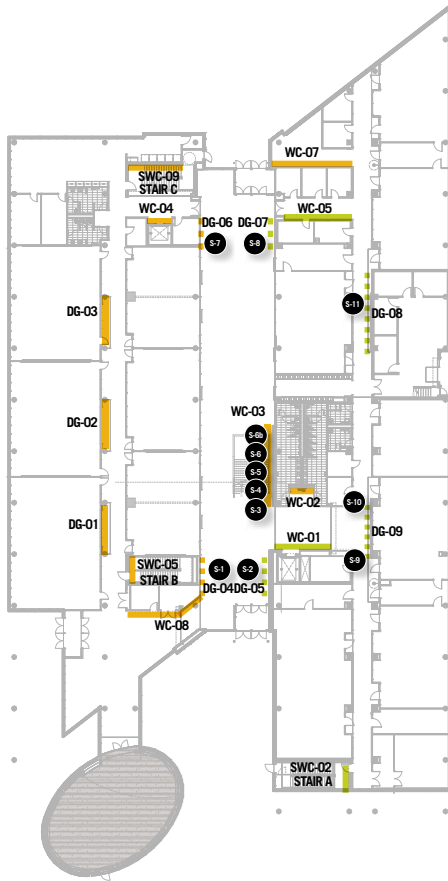 WC-07
SWC-09
STAIR C
WC-05
WC-04
DG-06 DG-07
S-7 S-8
S-11
DG-03
DG-08
DG-02
WC-03
S-6b
S-6
S-5
S-4
S-3
WC-02
S-10
DG-01
DG-09
WC-01
S-9
SWC-05
STAIR B
S-1 S-2
DG-04 DG-05
WC-08
SWC-02
STAIR A